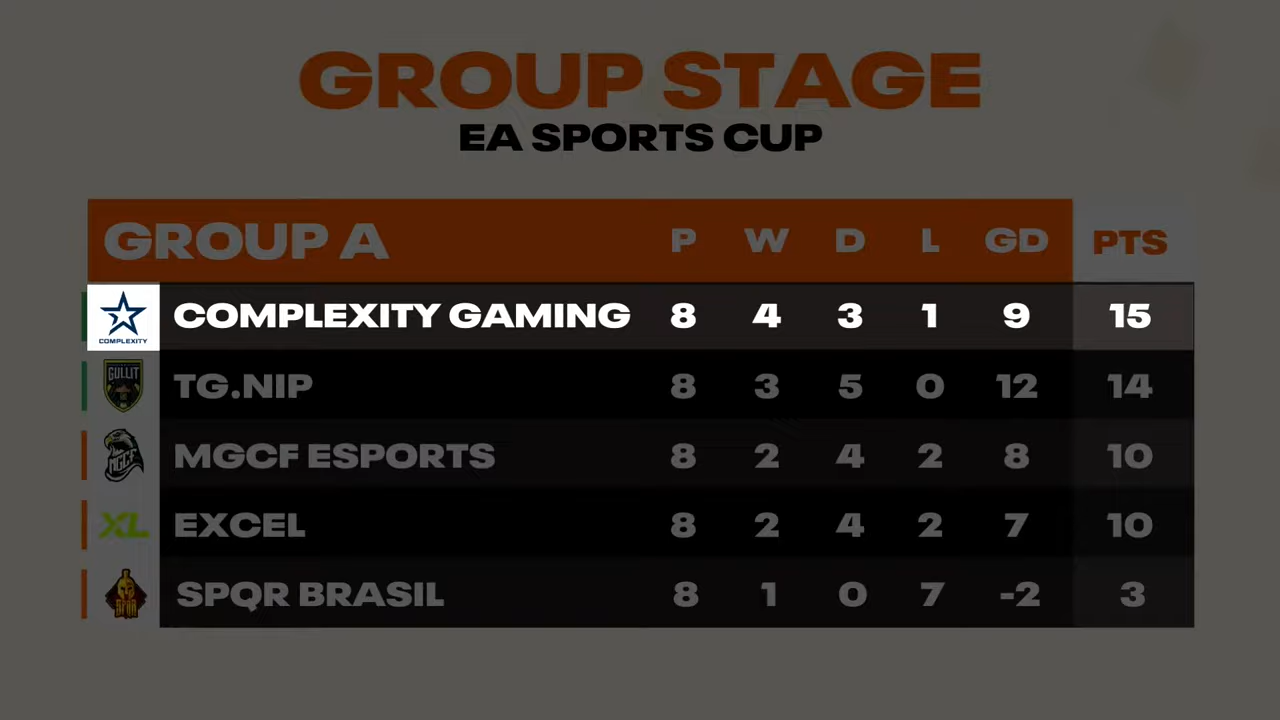 GROUP STAGE
EA SPORTS CUP
GROUP A P W D L GD PTS
COMPLEXITY COMPLEXITY GAMING 8 4 3 1 9 15
GULLIT TG.NIP 8 3 5 0 12 14
MGCF MGCF ESPORTS 8 2 4 2 8 10
XL EXCEL 8 2 4 2 7 10
SPQR SPQR BRASIL 8 1 0 7 -2 3